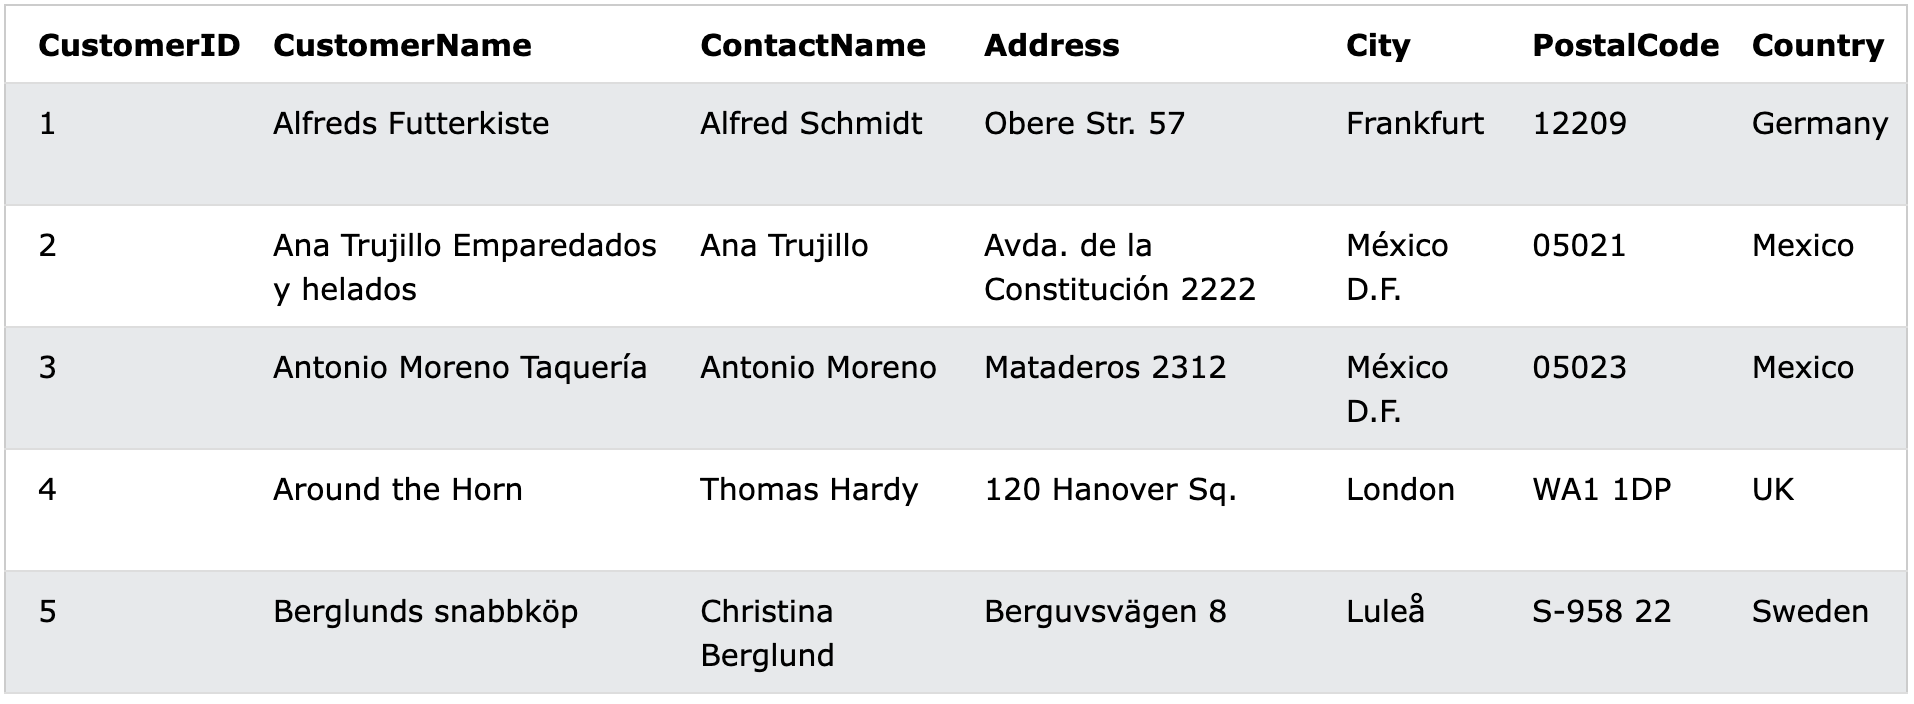 CustomerID CustomerName ContactName Address City PostalCode Country
1 Alfreds Futterkiste Alfred Schmidt Obere Str. 57 Frankfurt 12209 Germany
2 Ana Trujillo Emparedados Ana Trujillo Avda. de la México 05021 Mexico
y helados Constitución 2222 D.F.
3 Antonio Moreno Taquería Antonio Moreno Mataderos 2312 México 05023 Mexico
D.F.
4 Around the Horn Thomas Hardy 120 Hanover Sq. London WA1 1DP UK
5 Berglunds snabbköp Christina Berguvsvägen 8 Luleå S-958 22 Sweden
Berglund